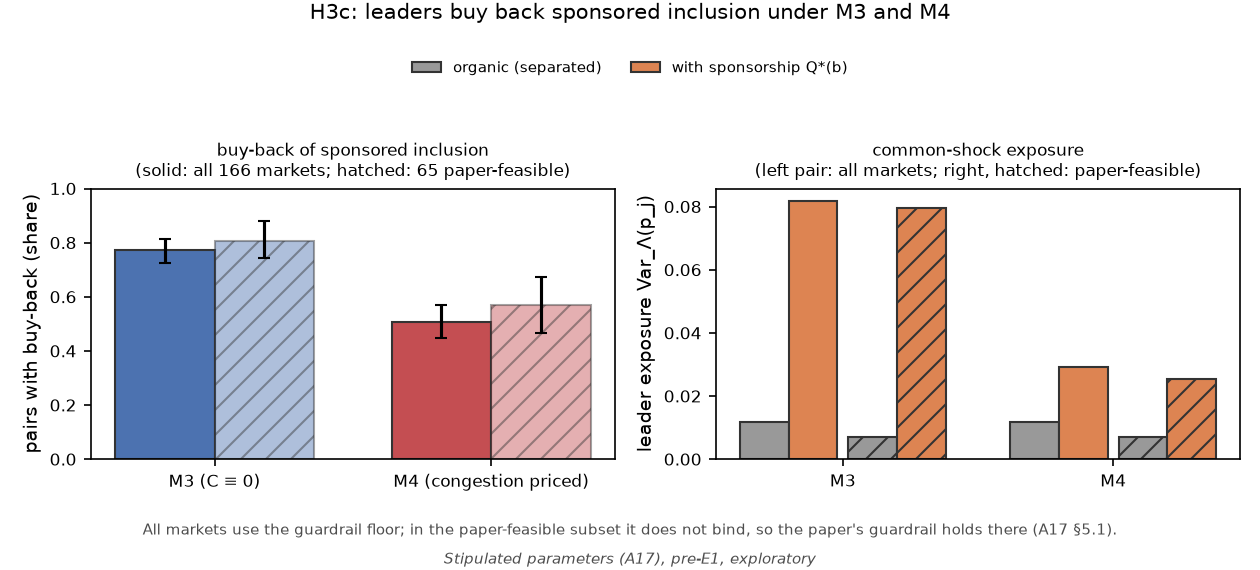 H3c: leaders buy back sponsored inclusion under M3 and M4
organic (separated)
with sponsorship Q*(b)
buy-back of sponsored inclusion
(solid: all 166 markets; hatched: 65 paper-feasible)
pairs with buy-back (share)
1.0
0.8
0.6
0.4
0.2
0.0
M3 (C ≡ 0)
M4 (congestion priced)
common-shock exposure
(left pair: all markets; right, hatched: paper-feasible)
leader exposure Var_Λ(p_j)
0.08
0.06
0.04
0.02
0.00
M3
M4
All markets use the guardrail floor; in the paper-feasible subset it does not bind, so the paper's guardrail holds there (A17 §5.1).
Stipulated parameters (A17), pre-E1, exploratory